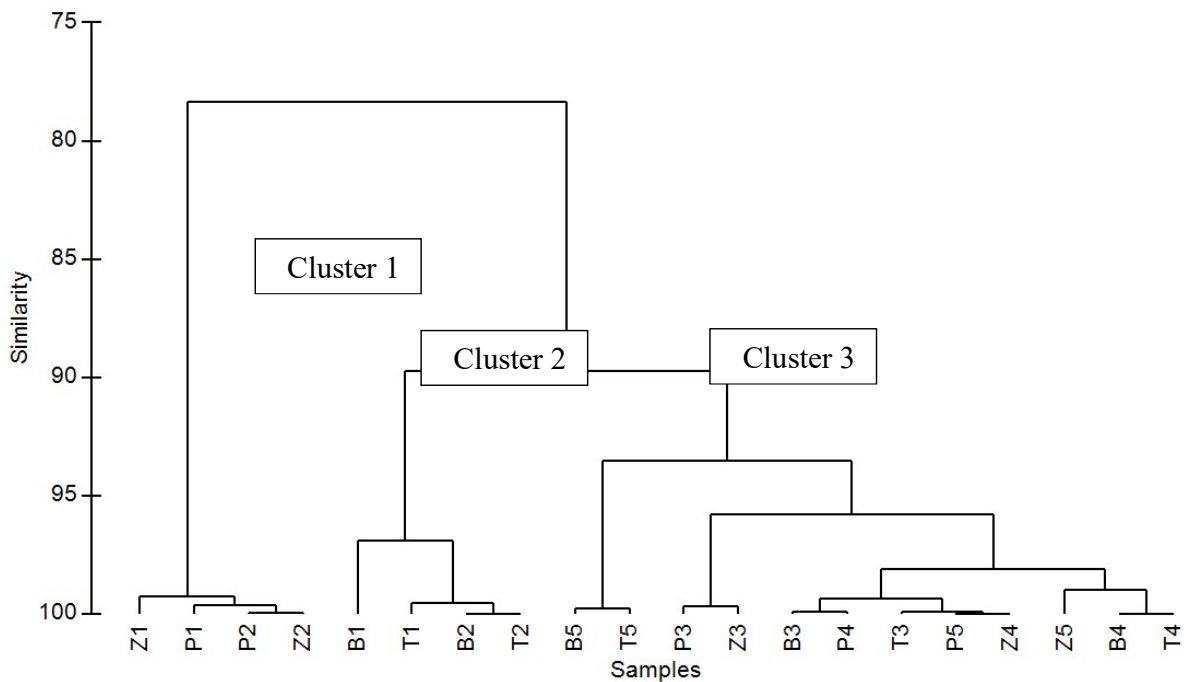 75
80
85
90
95
100
Similarity
Cluster 1
Cluster 2
Cluster 3
Z1 P1 P2 Z2 B1 T1 B2 T2 B5 T5 P3 Z3 B3 P4 T3 P5 Z4 Z5 B4 T4
Samples